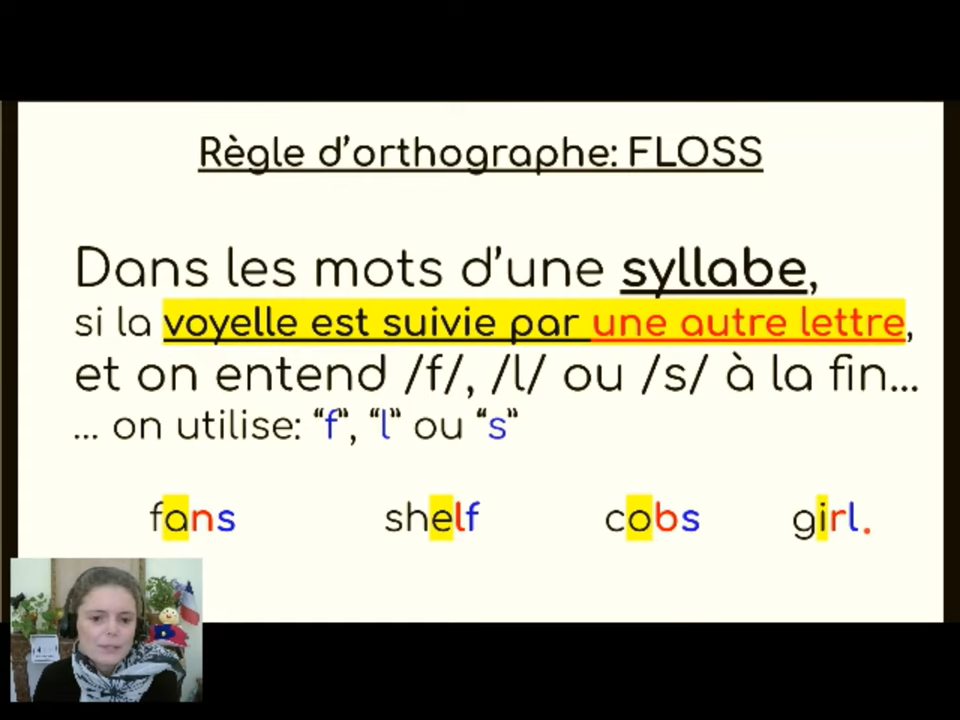 Règle d'orthographe: FLOSS
Dans les mots d'une syllabe,
si la voyelle est suivie par une autre lettre,
et on entend /f/, /l/ ou /s/ à la fin...
... on utilise: “f”, “l” ou “s”
fans shelf cobs girl.